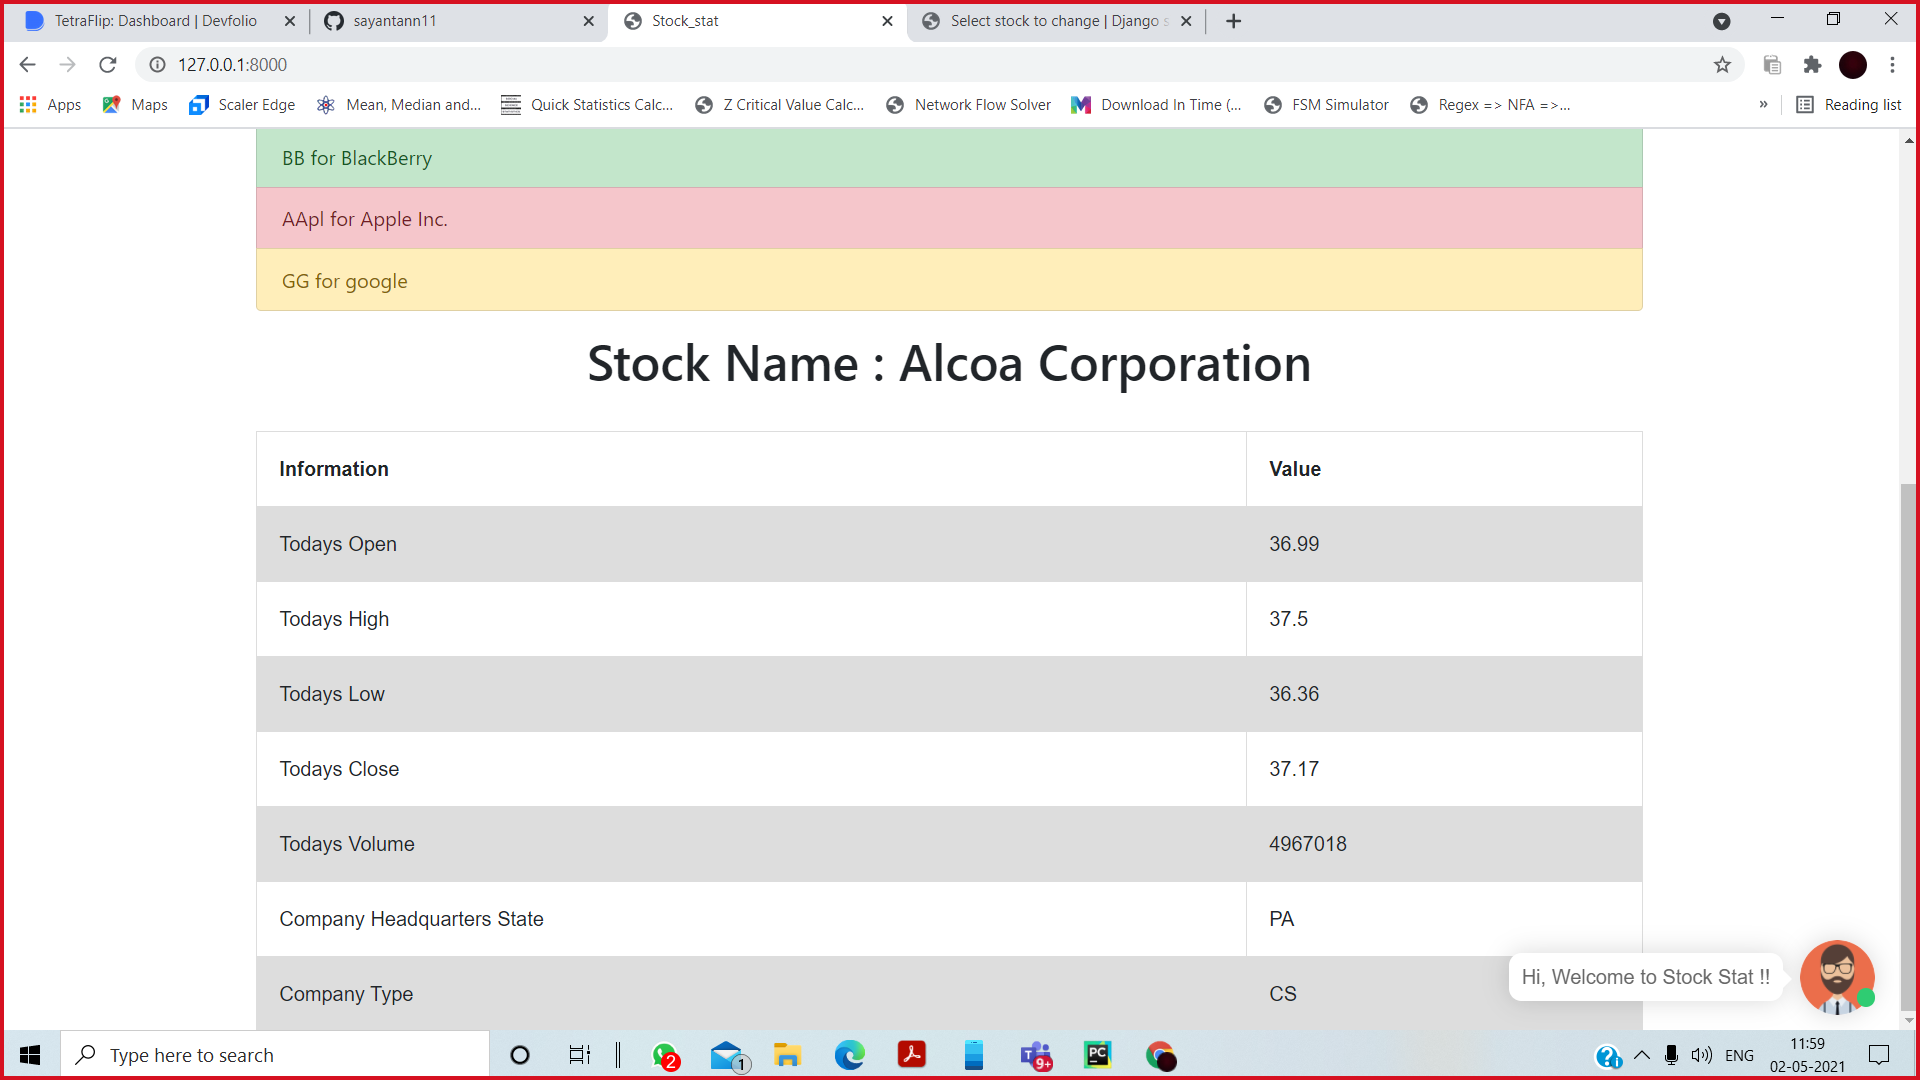 TetraFlip: Dashboard | Devfolio
sayantann11
Stock_stat
Select stock to change | Django s
127.0.0.1:8000
Apps
Maps
Scaler Edge
Mean, Median and...
Quick Statistics Calc...
Z Critical Value Calc...
Network Flow Solver
Download In Time (...
FSM Simulator
Regex => NFA =>...
»
Reading list
BB for BlackBerry
AApl for Apple Inc.
GG for google
Stock Name : Alcoa Corporation
Information Value
Todays Open 36.99
Todays High 37.5
Todays Low 36.36
Todays Close 37.17
Todays Volume 4967018
Company Headquarters State PA
Company Type CS
Hi, Welcome to Stock Stat !!
Type here to search
2
1
T
9+
PC
ENG
11:59
02-05-2021